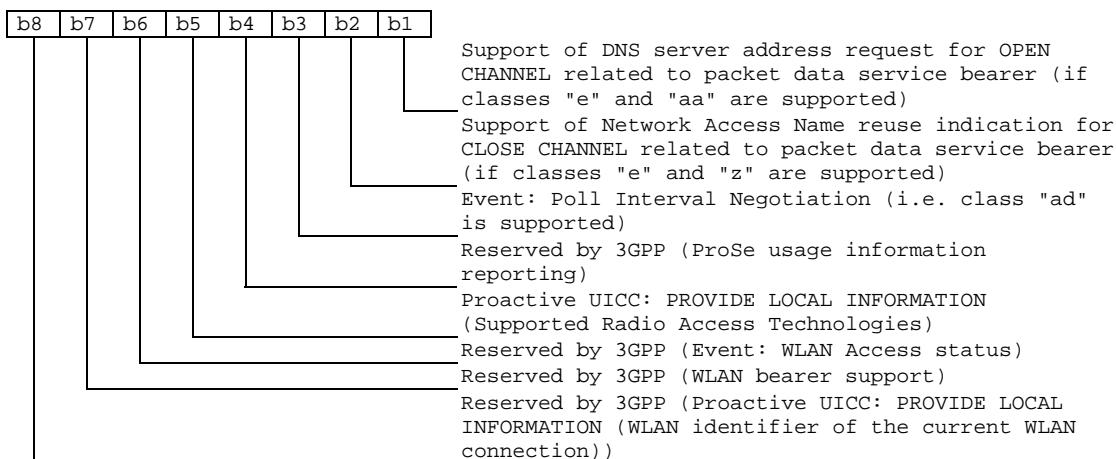 b8 b7 b6 b5 b4 b3 b2 b1
Support of DNS server address request for OPEN
CHANNEL related to packet data service bearer (if
classes "e" and "aa" are supported)
Support of Network Access Name reuse indication for
CLOSE CHANNEL related to packet data service bearer
(if classes "e" and "z" are supported)
Event: Poll Interval Negotiation (i.e. class "ad"
is supported)
Reserved by 3GPP (ProSe usage information
reporting)
Proactive UICC: PROVIDE LOCAL INFORMATION
(Supported Radio Access Technologies)
Reserved by 3GPP (Event: WLAN Access status)
Reserved by 3GPP (WLAN bearer support)
Reserved by 3GPP (Proactive UICC: PROVIDE LOCAL
INFORMATION (WLAN identifier of the current WLAN
connection))